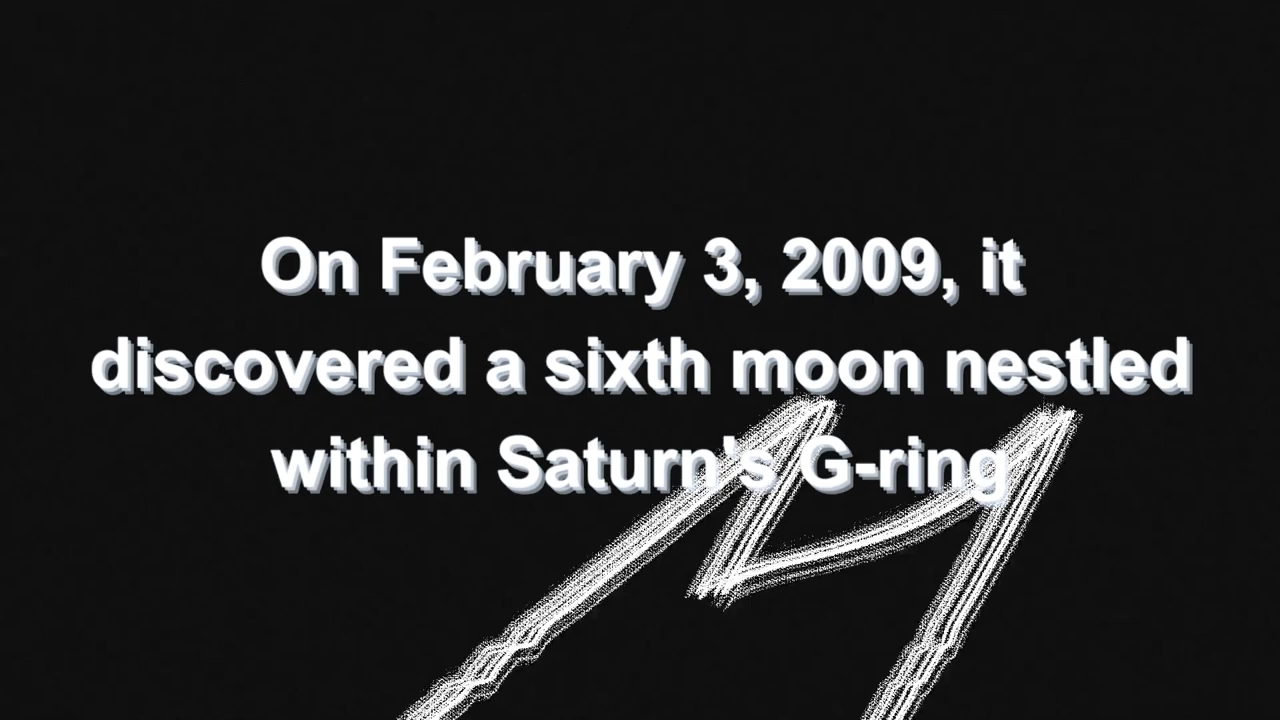 On February 3, 2009, it
discovered a sixth moon nestled
within Saturn's G-ring